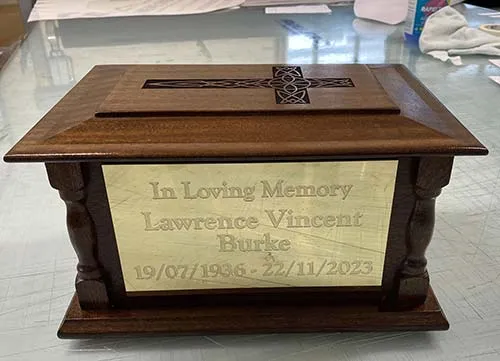 In Loving Memory
Lawrence Vincent
Burke
19/07/1936 - 22/11/2023